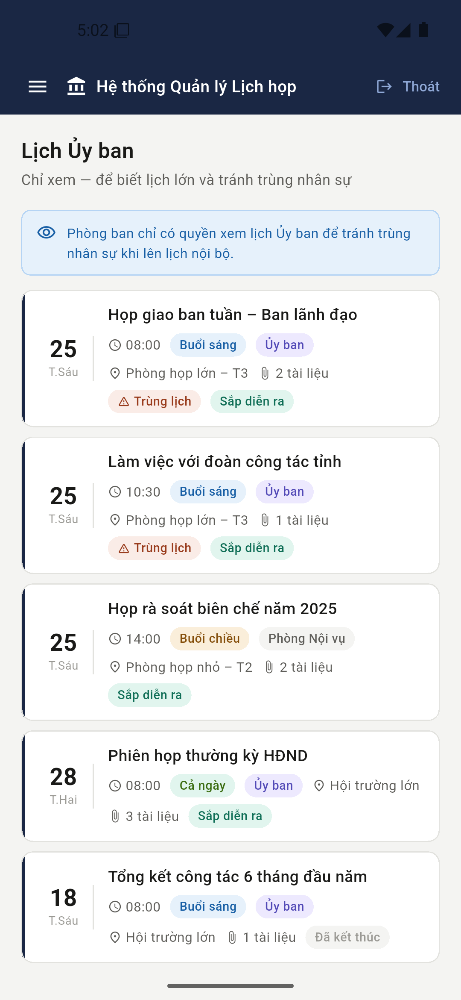 5:02
Hệ thống Quản lý Lịch họp
Thoát
Lịch Ủy ban
Chỉ xem — để biết lịch lớn và tránh trùng nhân sự
Phòng ban chỉ có quyền xem lịch Ủy ban để tránh trùng
nhân sự khi lên lịch nội bộ.
Họp giao ban tuần – Ban lãnh đạo
25
T.Sáu
08:00 Buổi sáng Ủy ban
Phòng họp lớn – T3 2 tài liệu
Trùng lịch Sắp diễn ra
Làm việc với đoàn công tác tỉnh
25
T.Sáu
10:30 Buổi sáng Ủy ban
Phòng họp lớn – T3 1 tài liệu
Trùng lịch Sắp diễn ra
Họp rà soát biên chế năm 2025
25
T.Sáu
14:00 Buổi chiều Phòng Nội vụ
Phòng họp nhỏ – T2 2 tài liệu
Sắp diễn ra
Phiên họp thường kỳ HĐND
28
T.Hai
08:00 Cả ngày Ủy ban Hội trường lớn
3 tài liệu Sắp diễn ra
Tổng kết công tác 6 tháng đầu năm
18
T.Sáu
08:00 Buổi sáng Ủy ban
Hội trường lớn 1 tài liệu Đã kết thúc